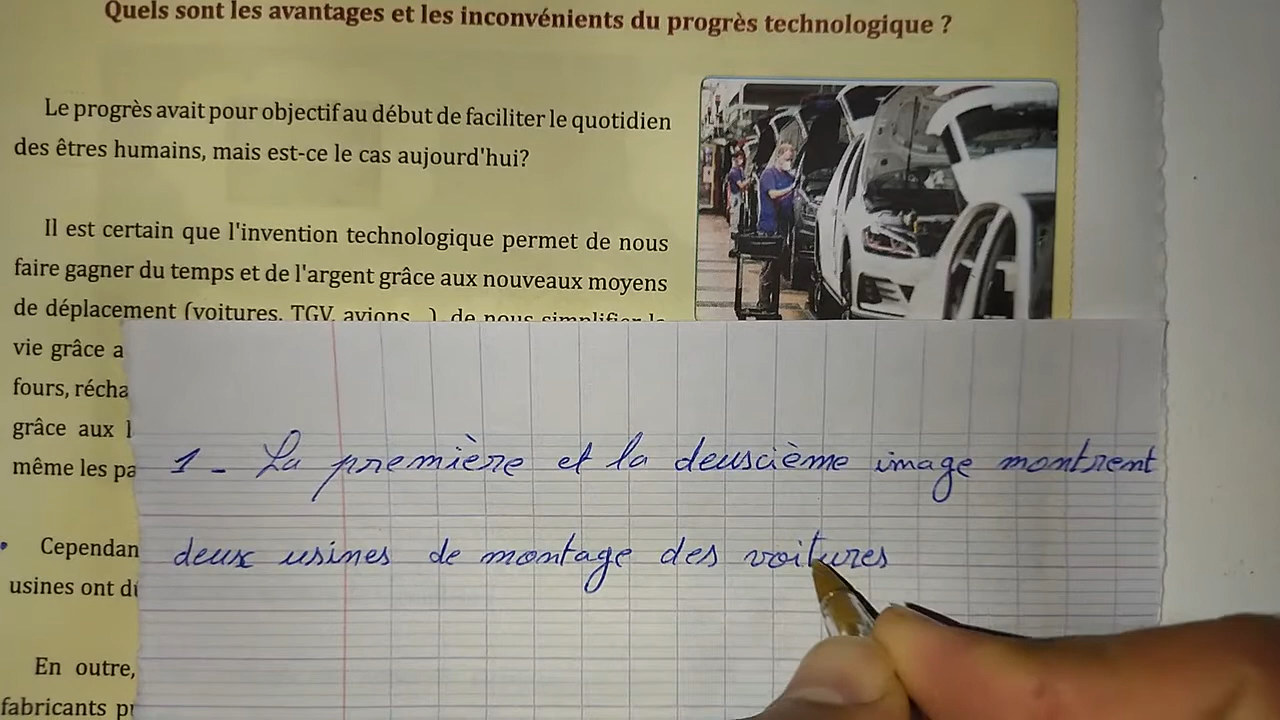 Quels sont les avantages et les inconvénients du progrès technologique ?
Le progrès avait pour objectif au début de faciliter le quotidien
des êtres humains, mais est-ce le cas aujourd'hui?
Il est certain que l'invention technologique permet de nous
faire gagner du temps et de l'argent grâce aux nouveaux moyens
de déplacement (voitures, TGV, avions...), de nous simplifier la
vie grâce a
fours, récha
grâce aux l
même les pa
1 - La première et la deuscième image montrent
Cependan
deux usines de montage des voitures
usines ont d
En outre,
fabricants p